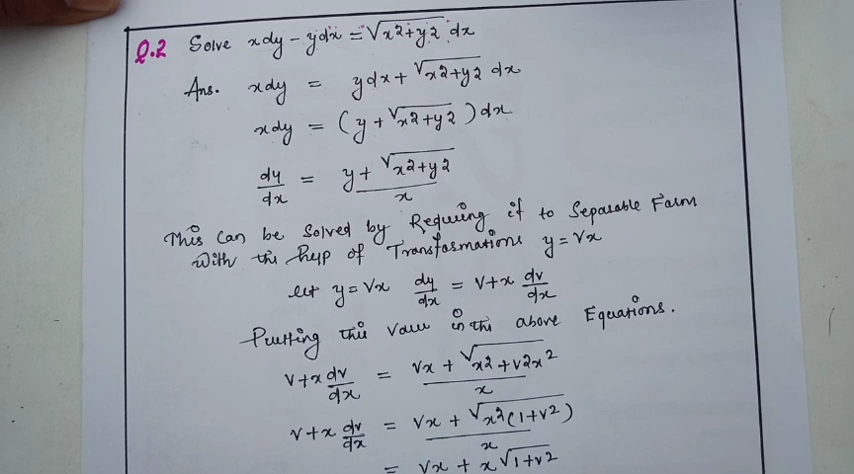 Q.2 Solve xdy - ydx = √x2+y2 dx
Ans. xdy = ydx + √x2+y2 dx
xdy = (y + √x2+y2 ) dx
dy/dx = y + √x2+y2 / x
This can be Solved by Requing it to Separable Farm
With the help of Transformations y = vx
let y = vx dy/dx = v+x dv/dx
Putting this Value in the above Equations.
v+x dv/dx = vx + √x2+v2x2 / x
v+x dv/dx = vx + √x2(1+v2) / x
= vx + x√1+v2